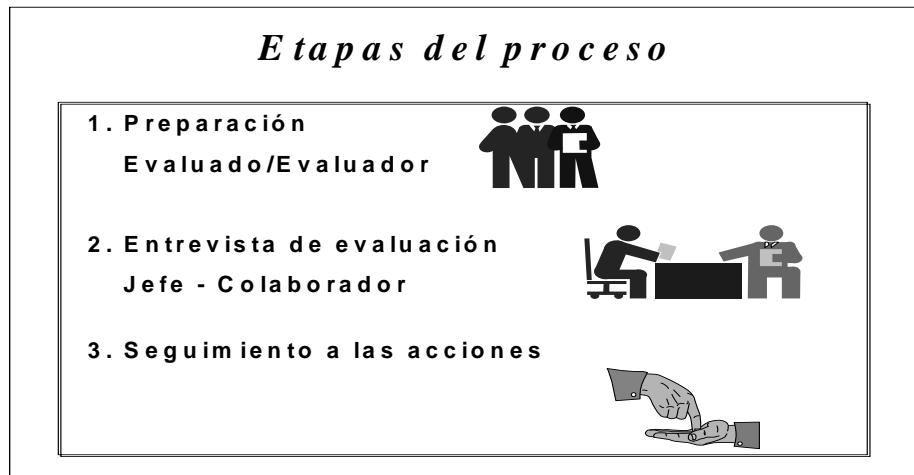 Etapas del proceso
1. Preparación
Evaluado/Evaluador
2. Entrevista de evaluación
Jefe - Colaborador
3. Seguimiento a las acciones